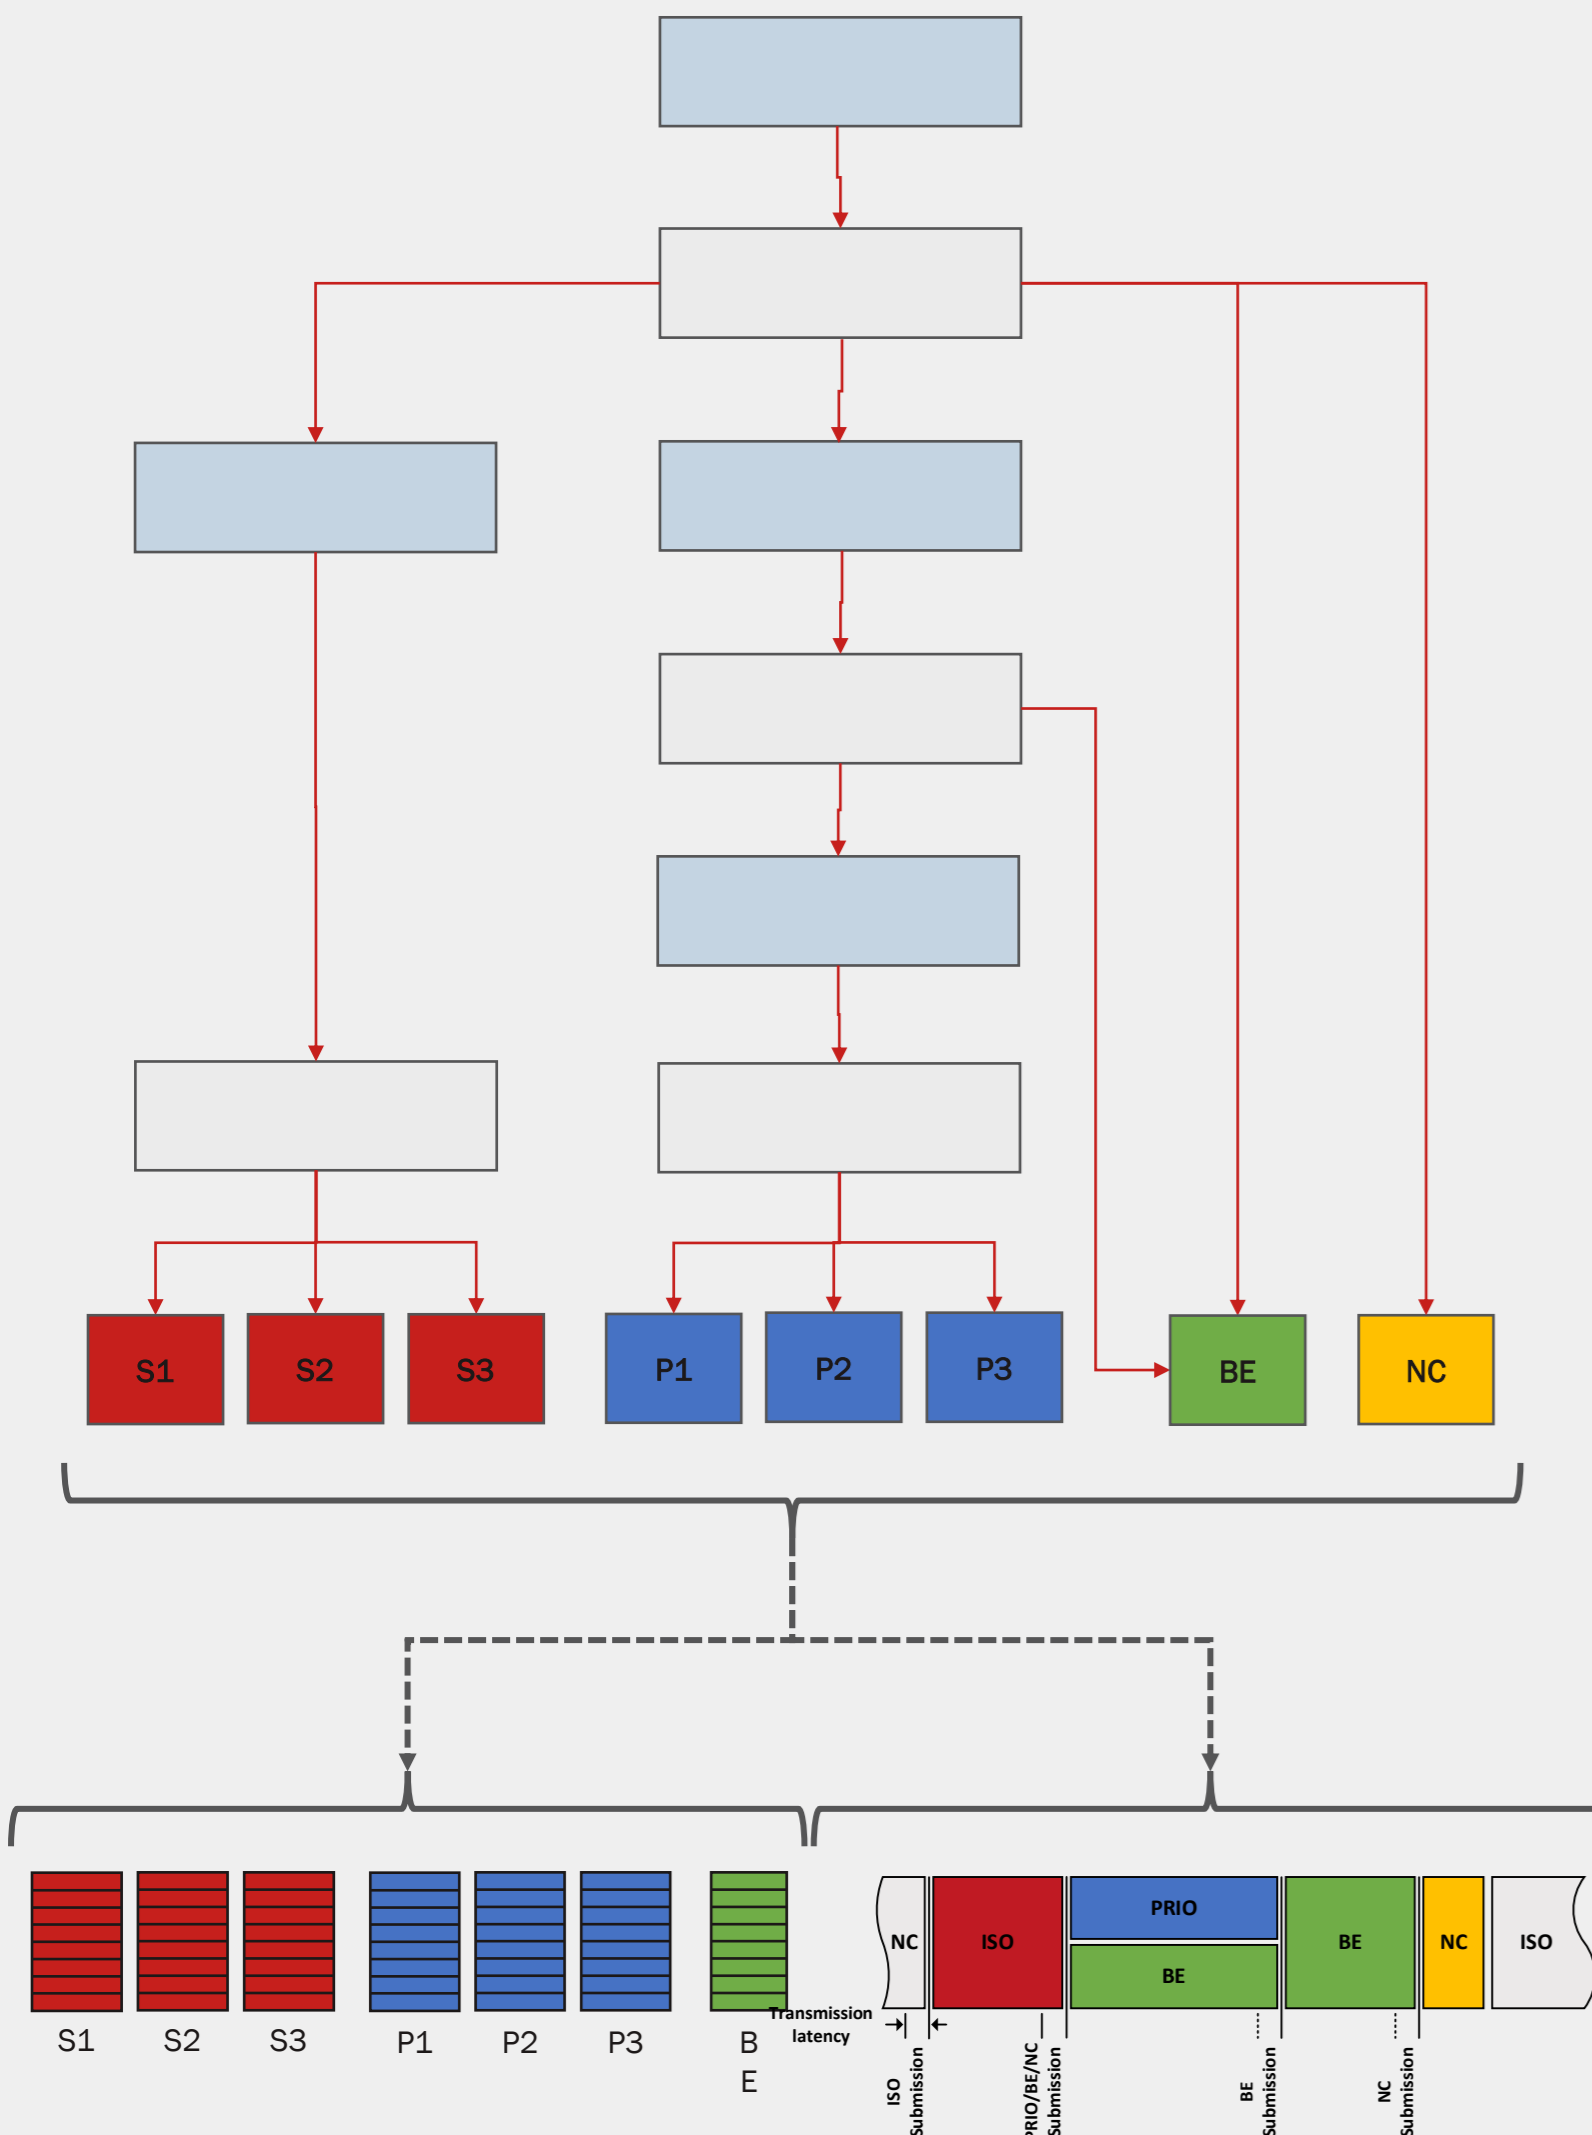 S1
S2
S3
P1
P2
P3
BE
NC
NC
ISO
PRIO
BE
BE
NC
ISO
Transmission
latency
S1
S2
S3
P1
P2
P3
B
E
ISO
Submission
PRIO/BE/NC
Submission
BE
Submission
NC
Submission